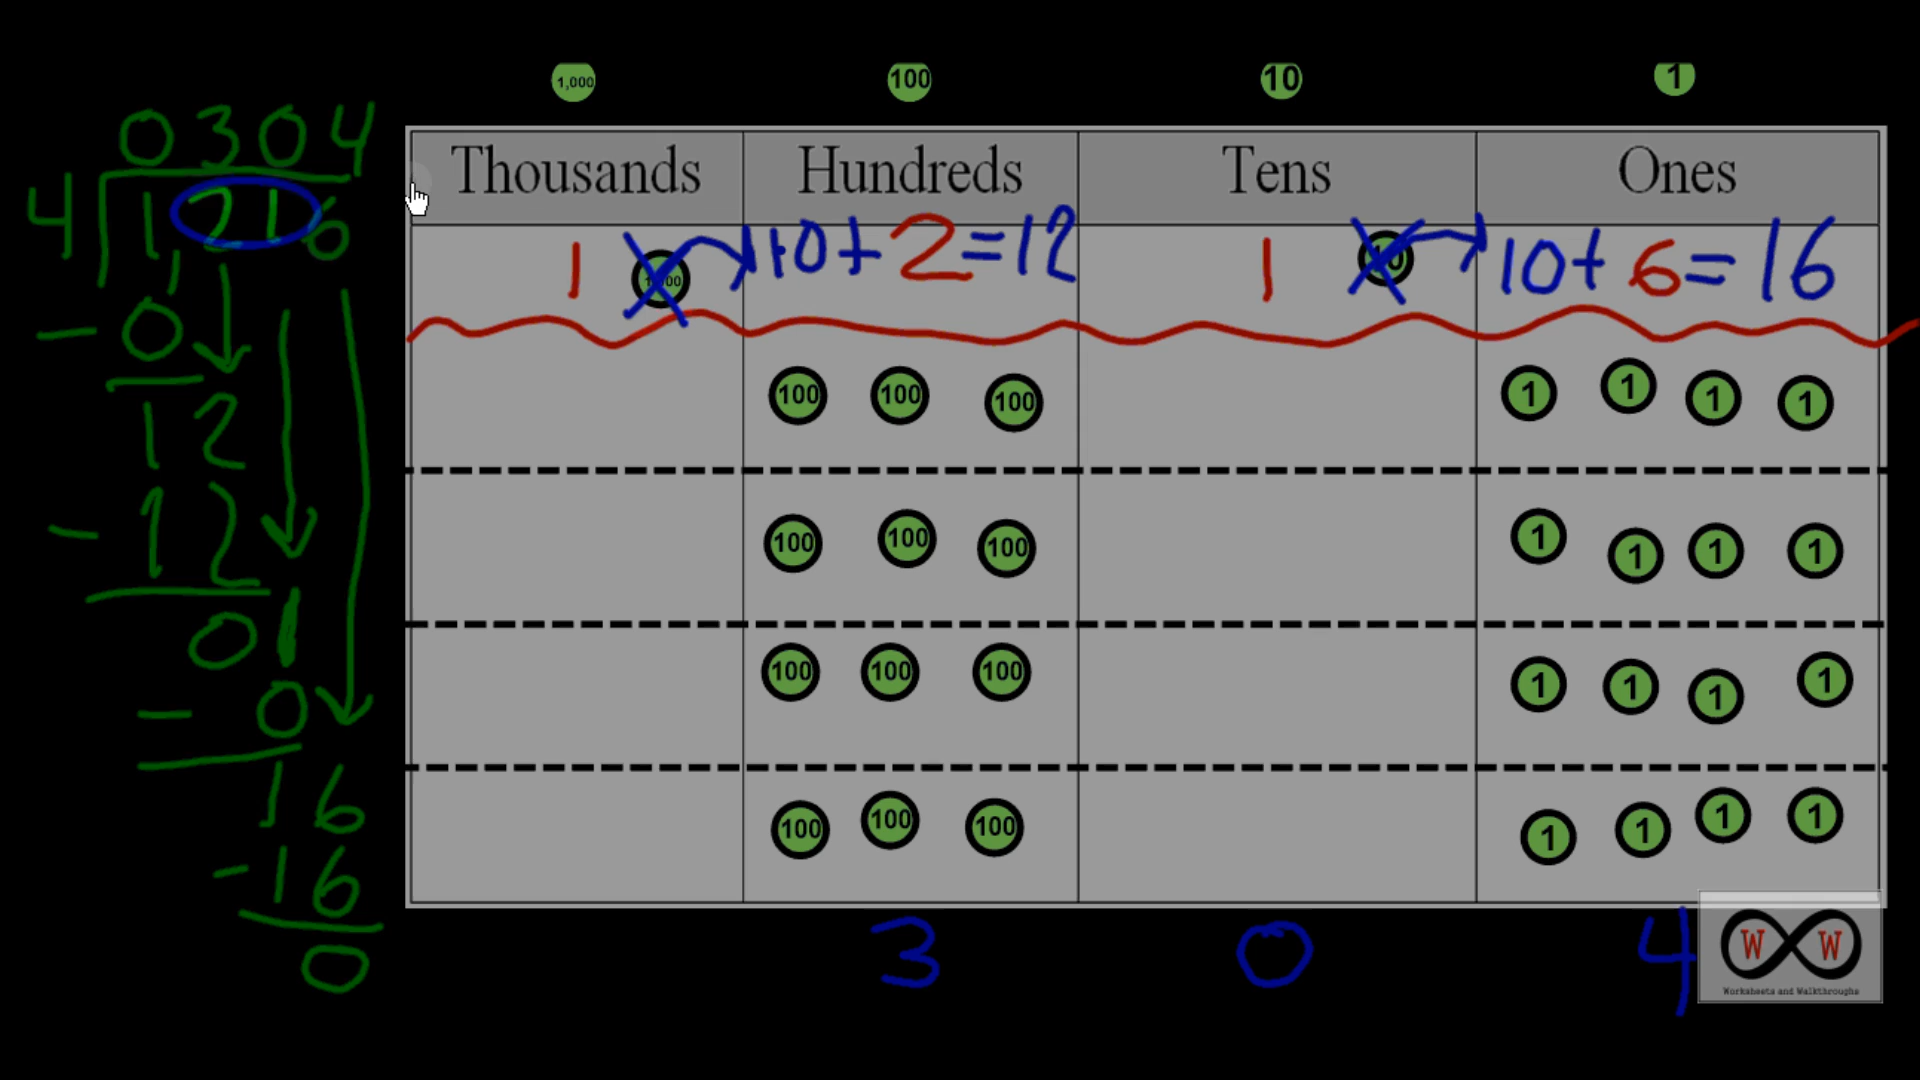 1,000 100 10 1
Thousands Hundreds Tens Ones
1 10+2=12 1 10+6=16
100 100 100 1 1 1 1
100 100 100 1 1 1 1
100 100 100 1 1 1 1
100 100 100 1 1 1 1
3 0 4
0304
4 1216
-0
12
-12
01
-0
16
-16
0
W W
Worksheets and Walkthroughs